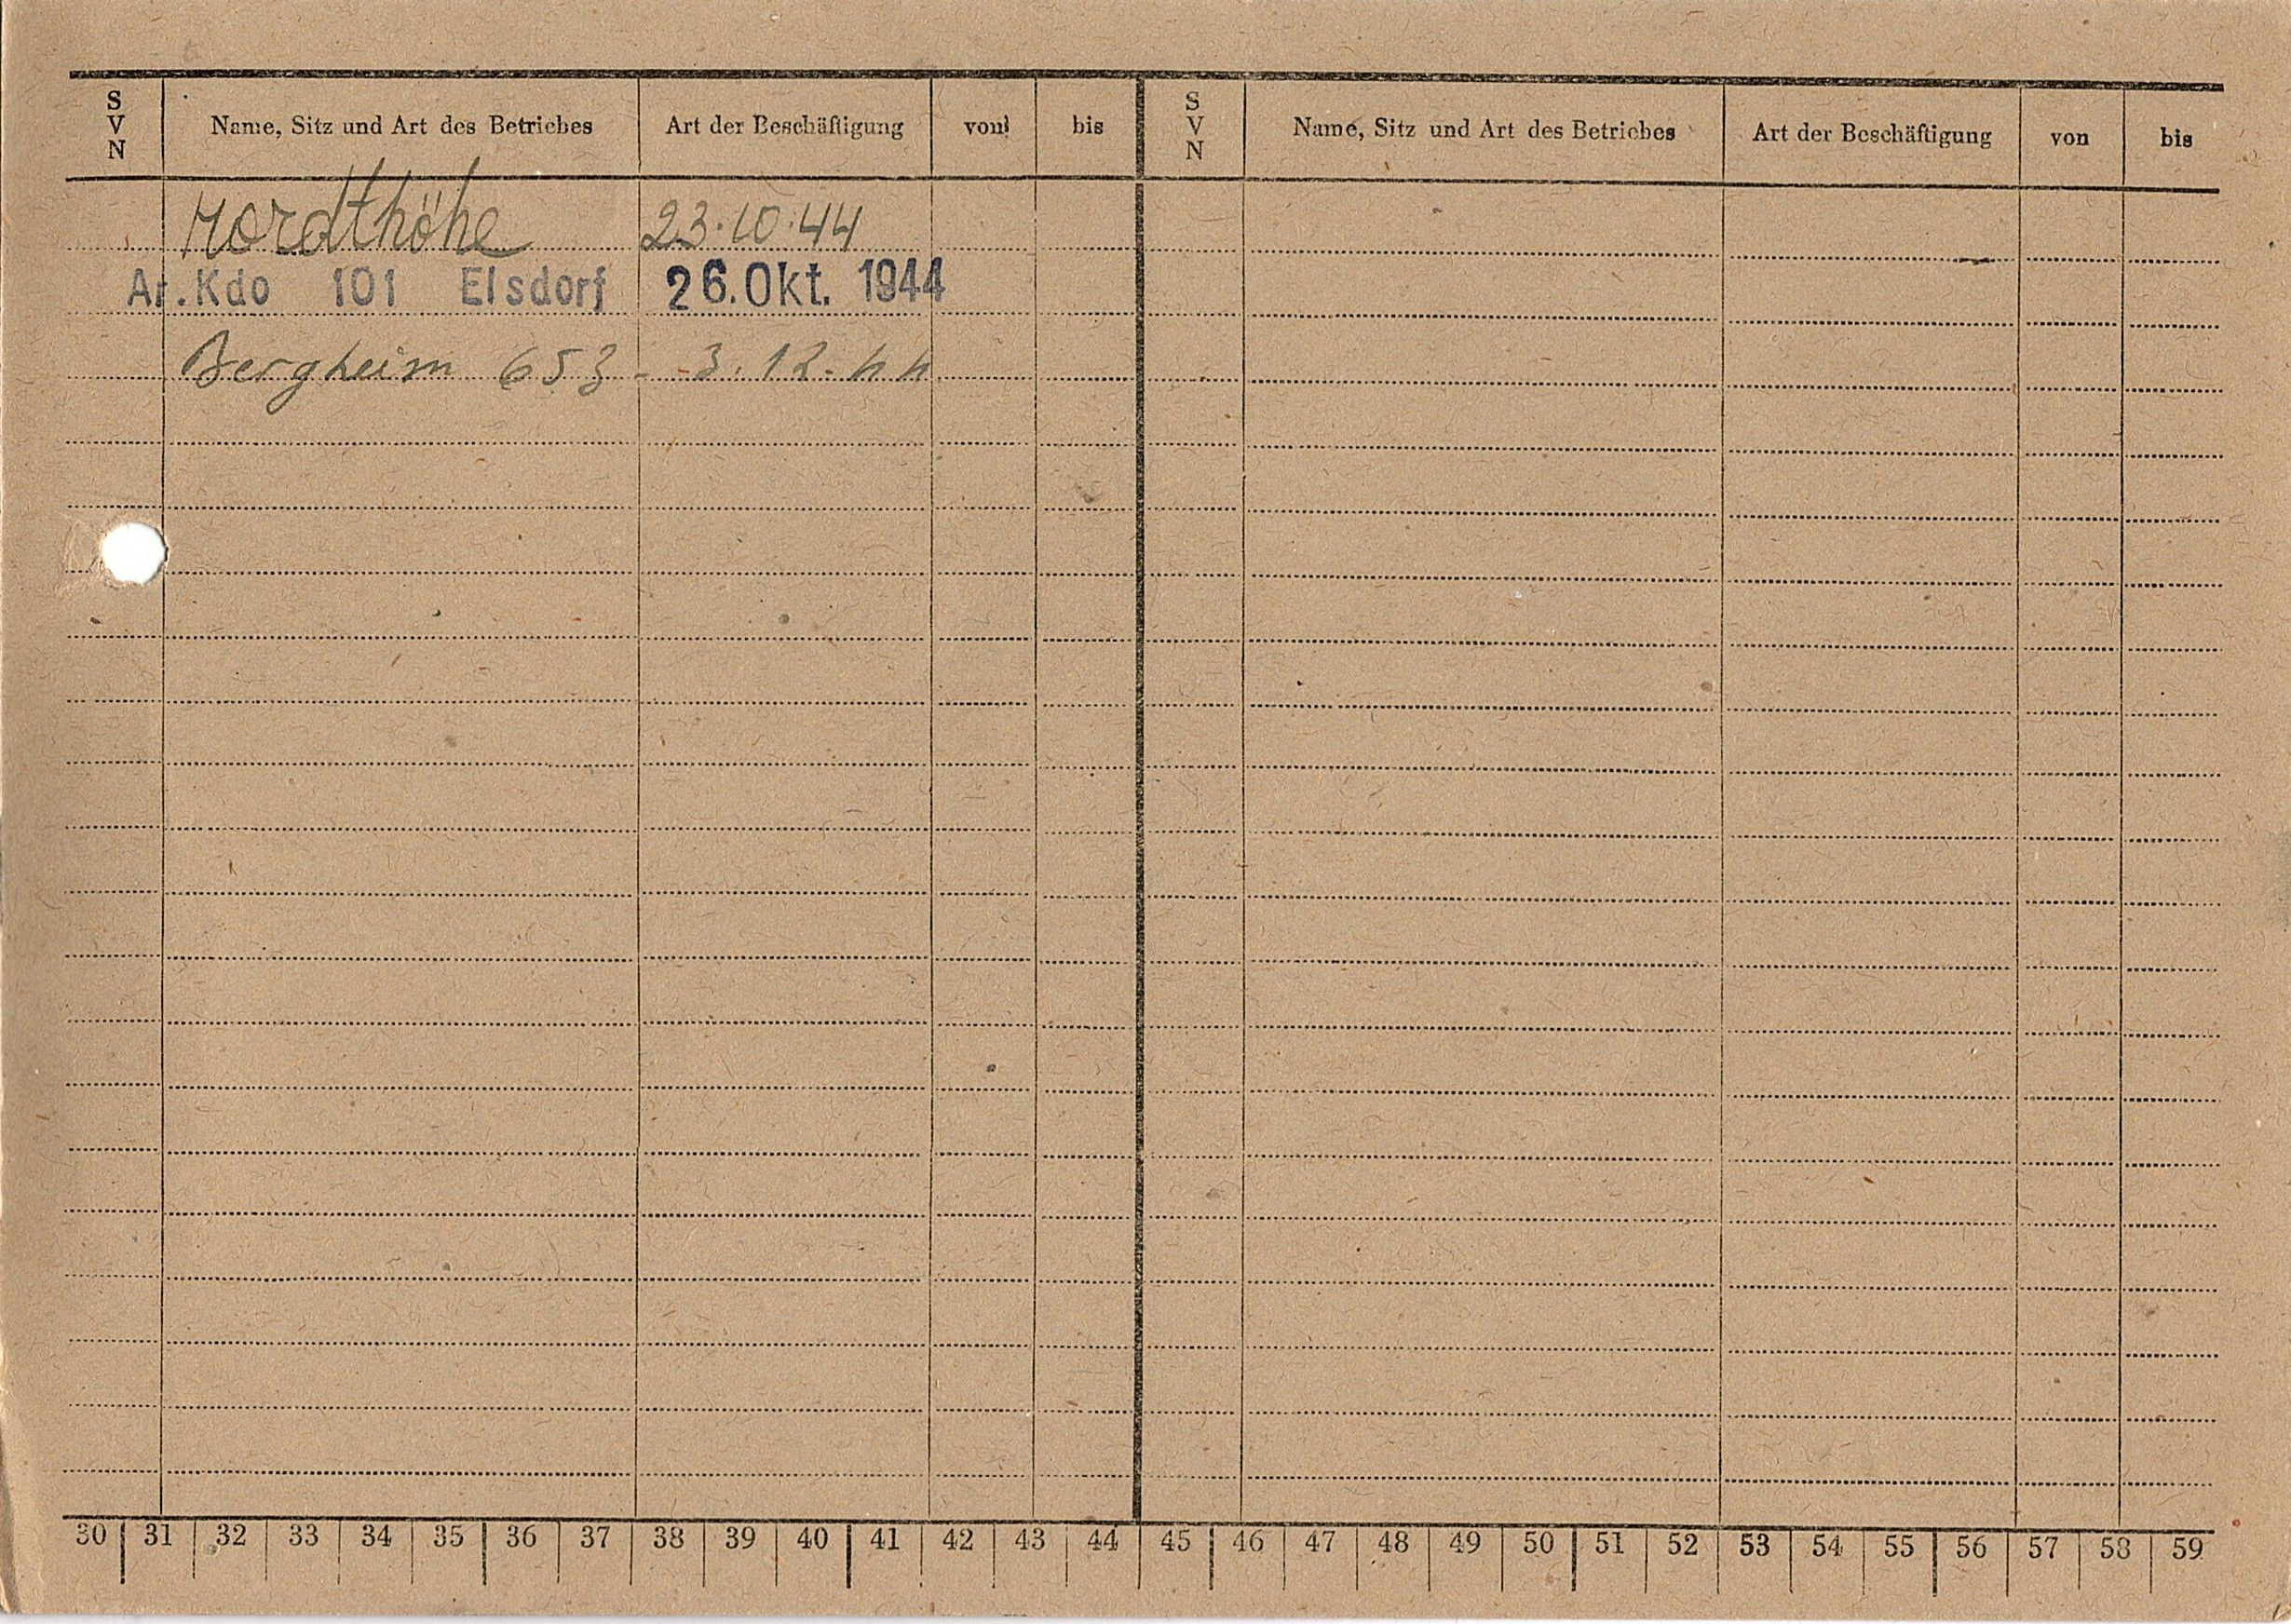 S V N Name, Sitz und Art des Betriebes Art der Beschäftigung von bis S V N Name, Sitz und Art des Betriebes Art der Beschäftigung von bis
23.10.44
Ar.Kdo 101 Elsdorf 26.Okt. 1944
Bergheim 653 - 3.12.44
30 31 32 33 34 35 36 37 38 39 40 41 42 43 44 45 46 47 48 49 50 51 52 53 54 55 56 57 58 59